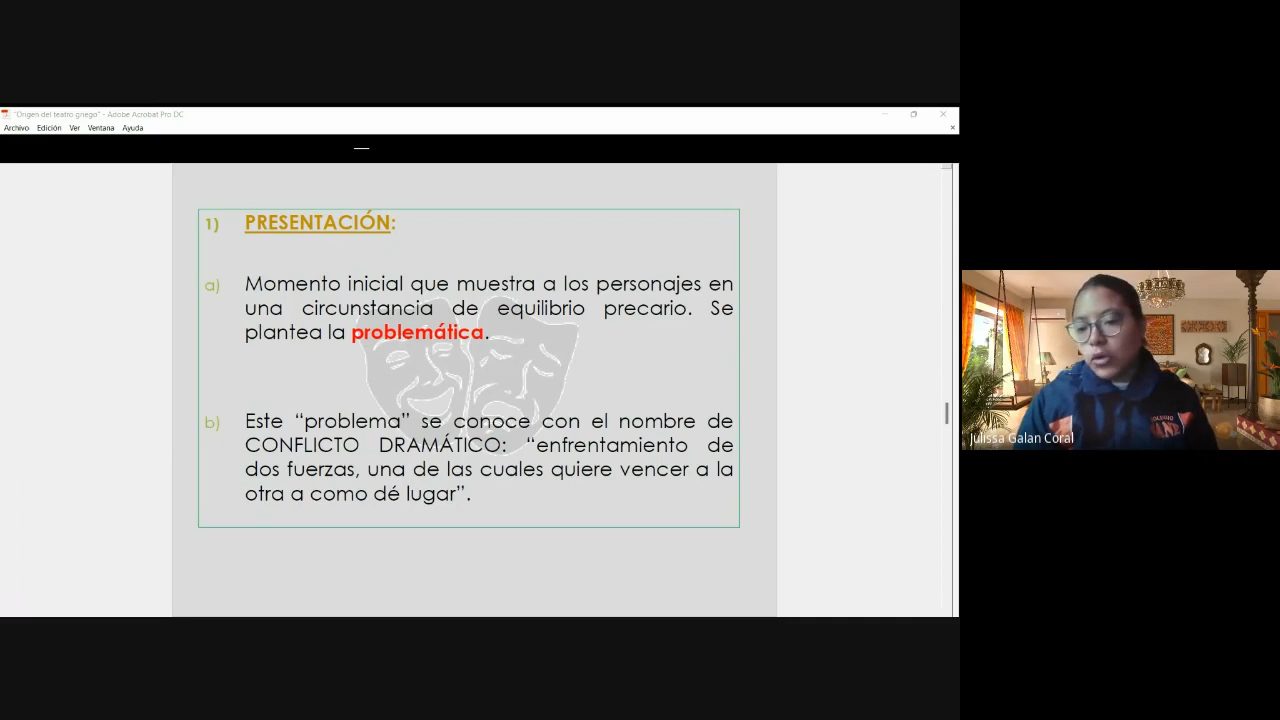 "Origen del teatro griego" - Adobe Acrobat Pro DC
Archivo Edición Ver Ventana Ayuda
1) PRESENTACIÓN:
a) Momento inicial que muestra a los personajes en
una circunstancia de equilibrio precario. Se
plantea la problemática.
b) Este “problema” se conoce con el nombre de
CONFLICTO DRAMÁTICO: “enfrentamiento de
dos fuerzas, una de las cuales quiere vencer a la
otra a como dé lugar”.
Julissa Galan Coral